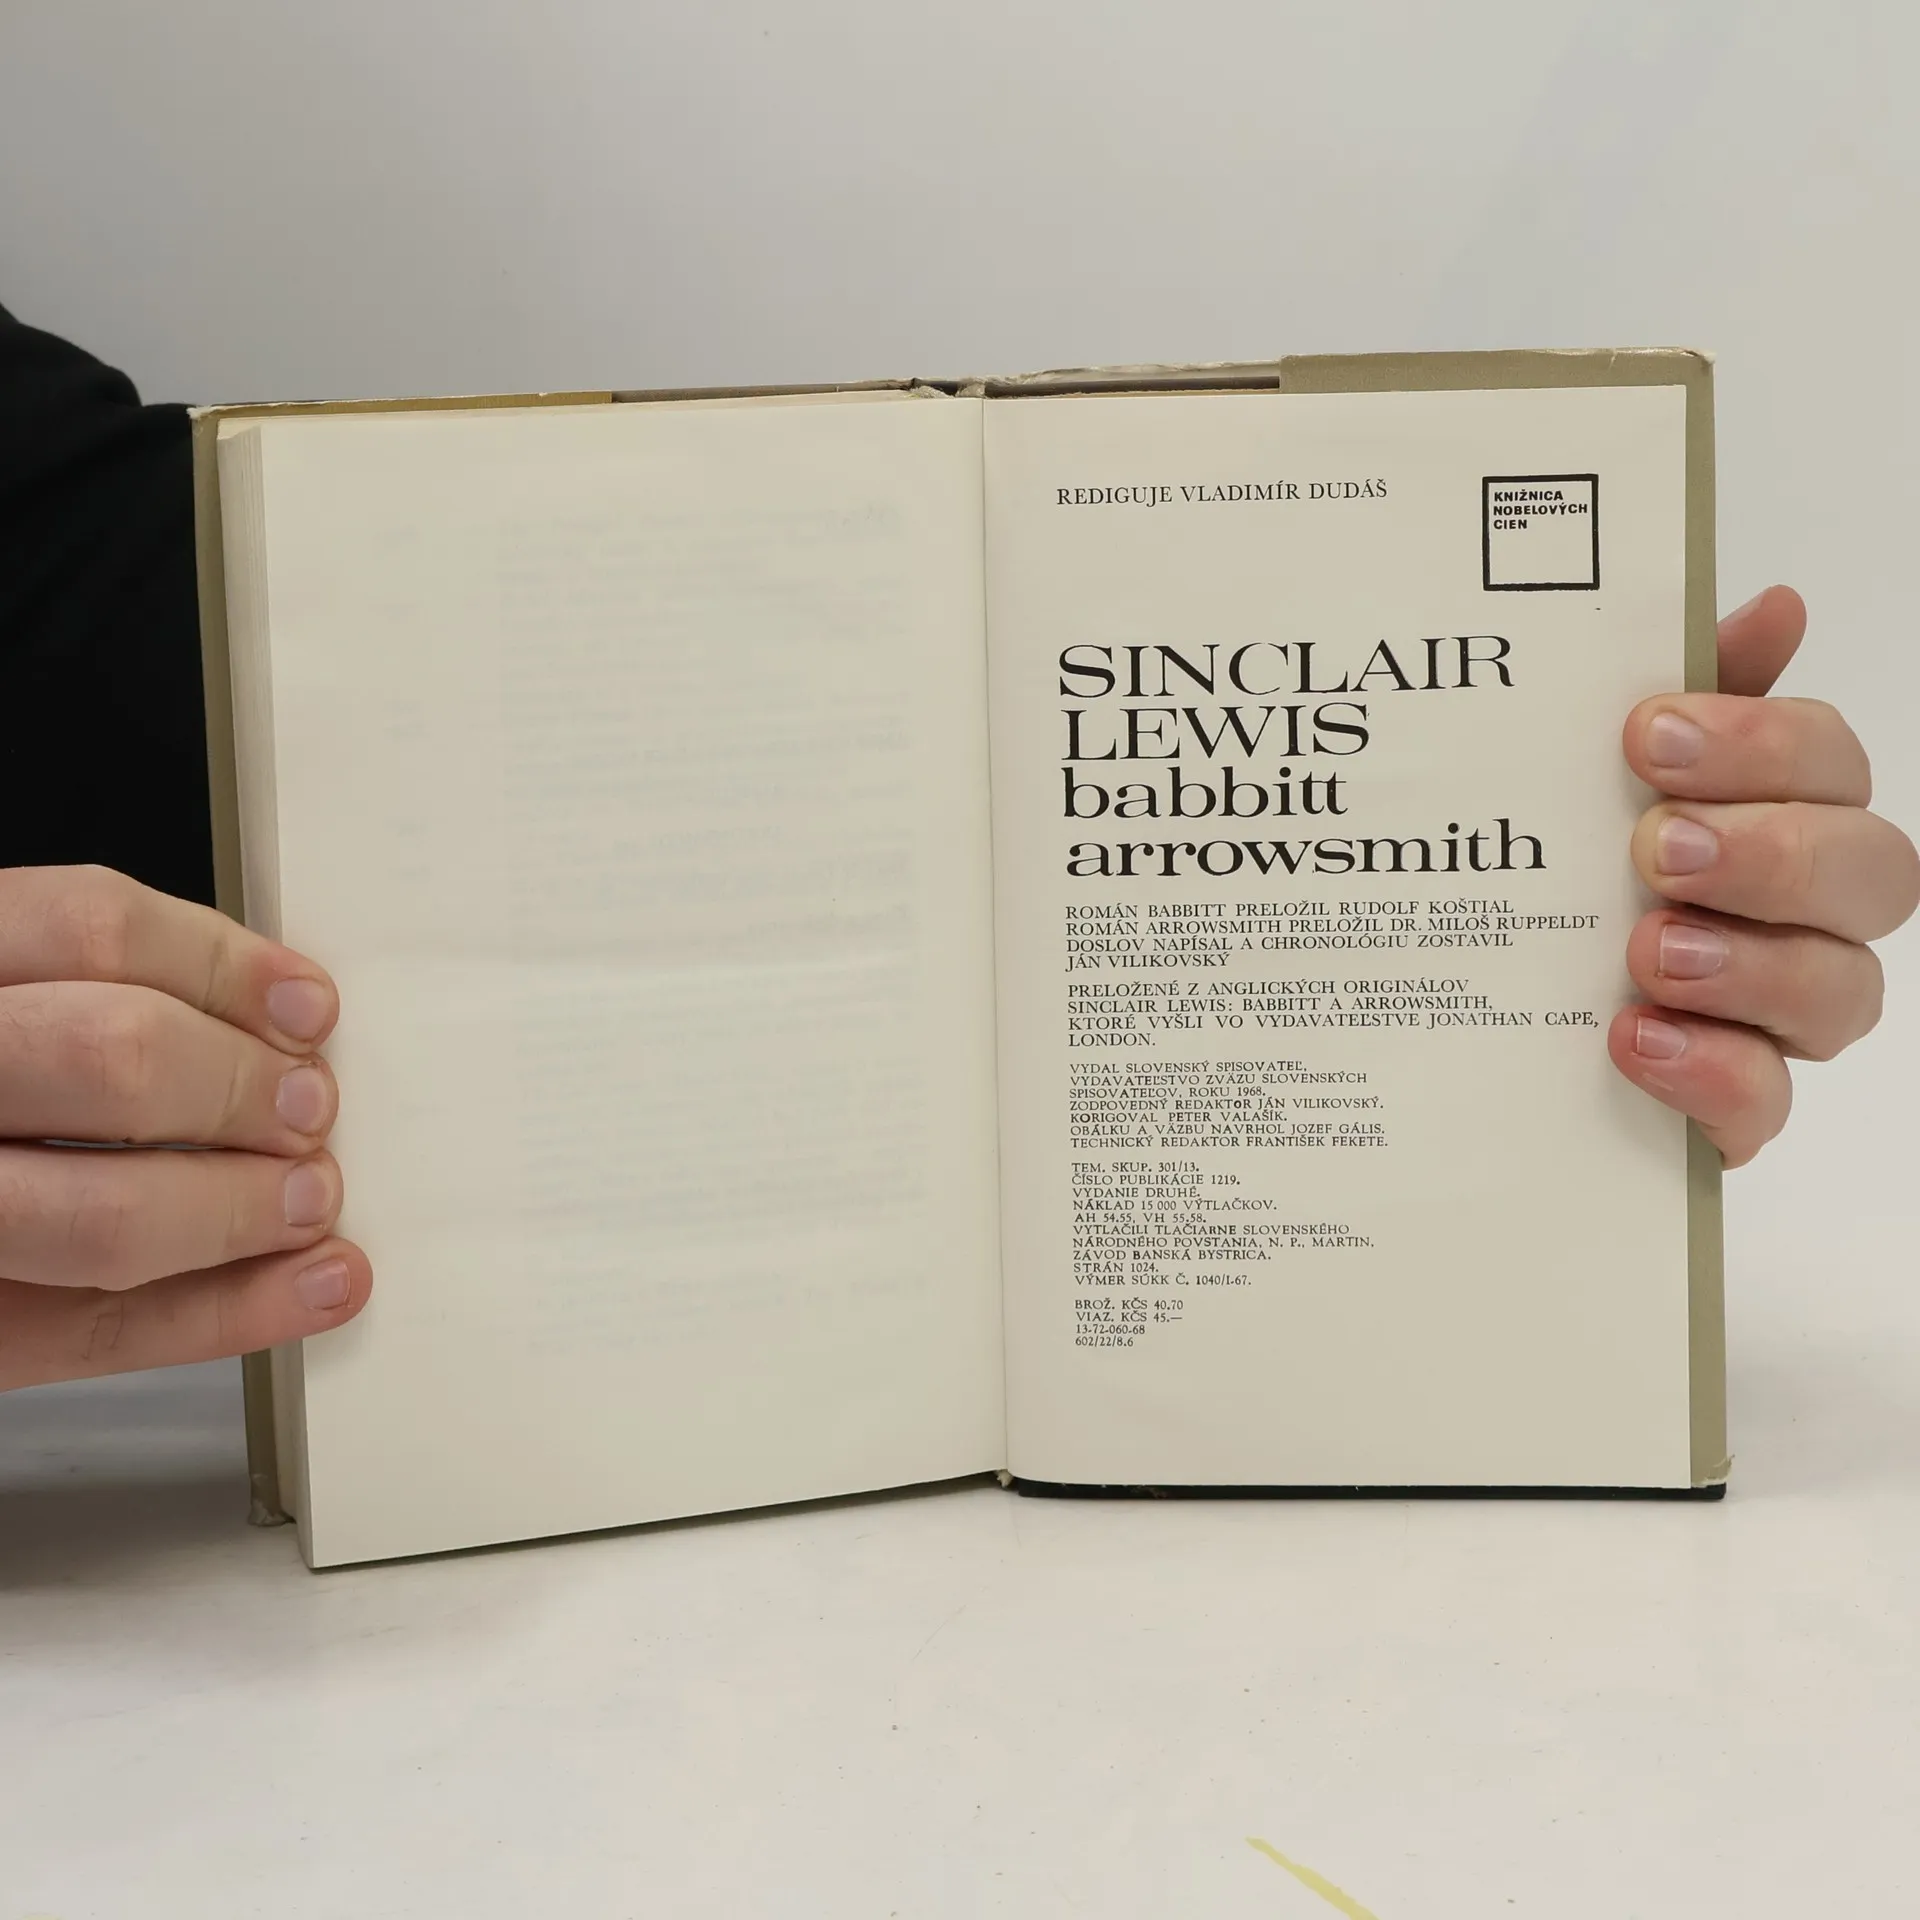 REDIGUJE VLADIMÍR DUDÁŠ
KNIŽNICA
NOBELOVÝCH
CIEN
SINCLAIR
LEWIS
babbitt
arrowsmith
ROMÁN BABBITT PRELOŽIL RUDOLF KOŠTIAL
ROMÁN ARROWSMITH PRELOŽIL DR. MILOŠ RUPPELDT
DOSLOV NAPÍSAL A CHRONOLÓGIU ZOSTAVIL
JÁN VILIKOVSKÝ
PRELOŽENÉ Z ANGLICKÝCH ORIGINÁLOV
SINCLAIR LEWIS: BABBITT A ARROWSMITH,
KTORÉ VYŠLI VO VYDAVATEĽSTVE JONATHAN CAPE,
LONDON.
VYDAL SLOVENSKÝ SPISOVATEĽ,
VYDAVATEĽSTVO ZVÄZU SLOVENSKÝCH
SPISOVATEĽOV, ROKU 1968.
ZODPOVEDNÝ REDAKTOR JÁN VILIKOVSKÝ.
KORIGOVAL PETER VALAŠÍK.
OBÁLKU A VÄZBU NAVRHOL JOZEF GÁLIS.
TECHNICKÝ REDAKTOR FRANTIŠEK FEKETE.
TEM. SKUP. 301/13.
ČÍSLO PUBLIKÁCIE 1219.
VYDANIE DRUHÉ.
NÁKLAD 15 000 VÝTLAČKOV.
AH 54.55, VH 55.58.
VYTLAČILI TLAČIARNE SLOVENSKÉHO
NÁRODNÉHO POVSTANIA, N. P., MARTIN.
ZÁVOD BANSKÁ BYSTRICA.
STRÁN 1024.
VÝMER SÚKK Č. 1040/I-67.
BROŽ. KČS 40.70
VIAZ. KČS 45.—
13-72-060-68
602/22/8.6